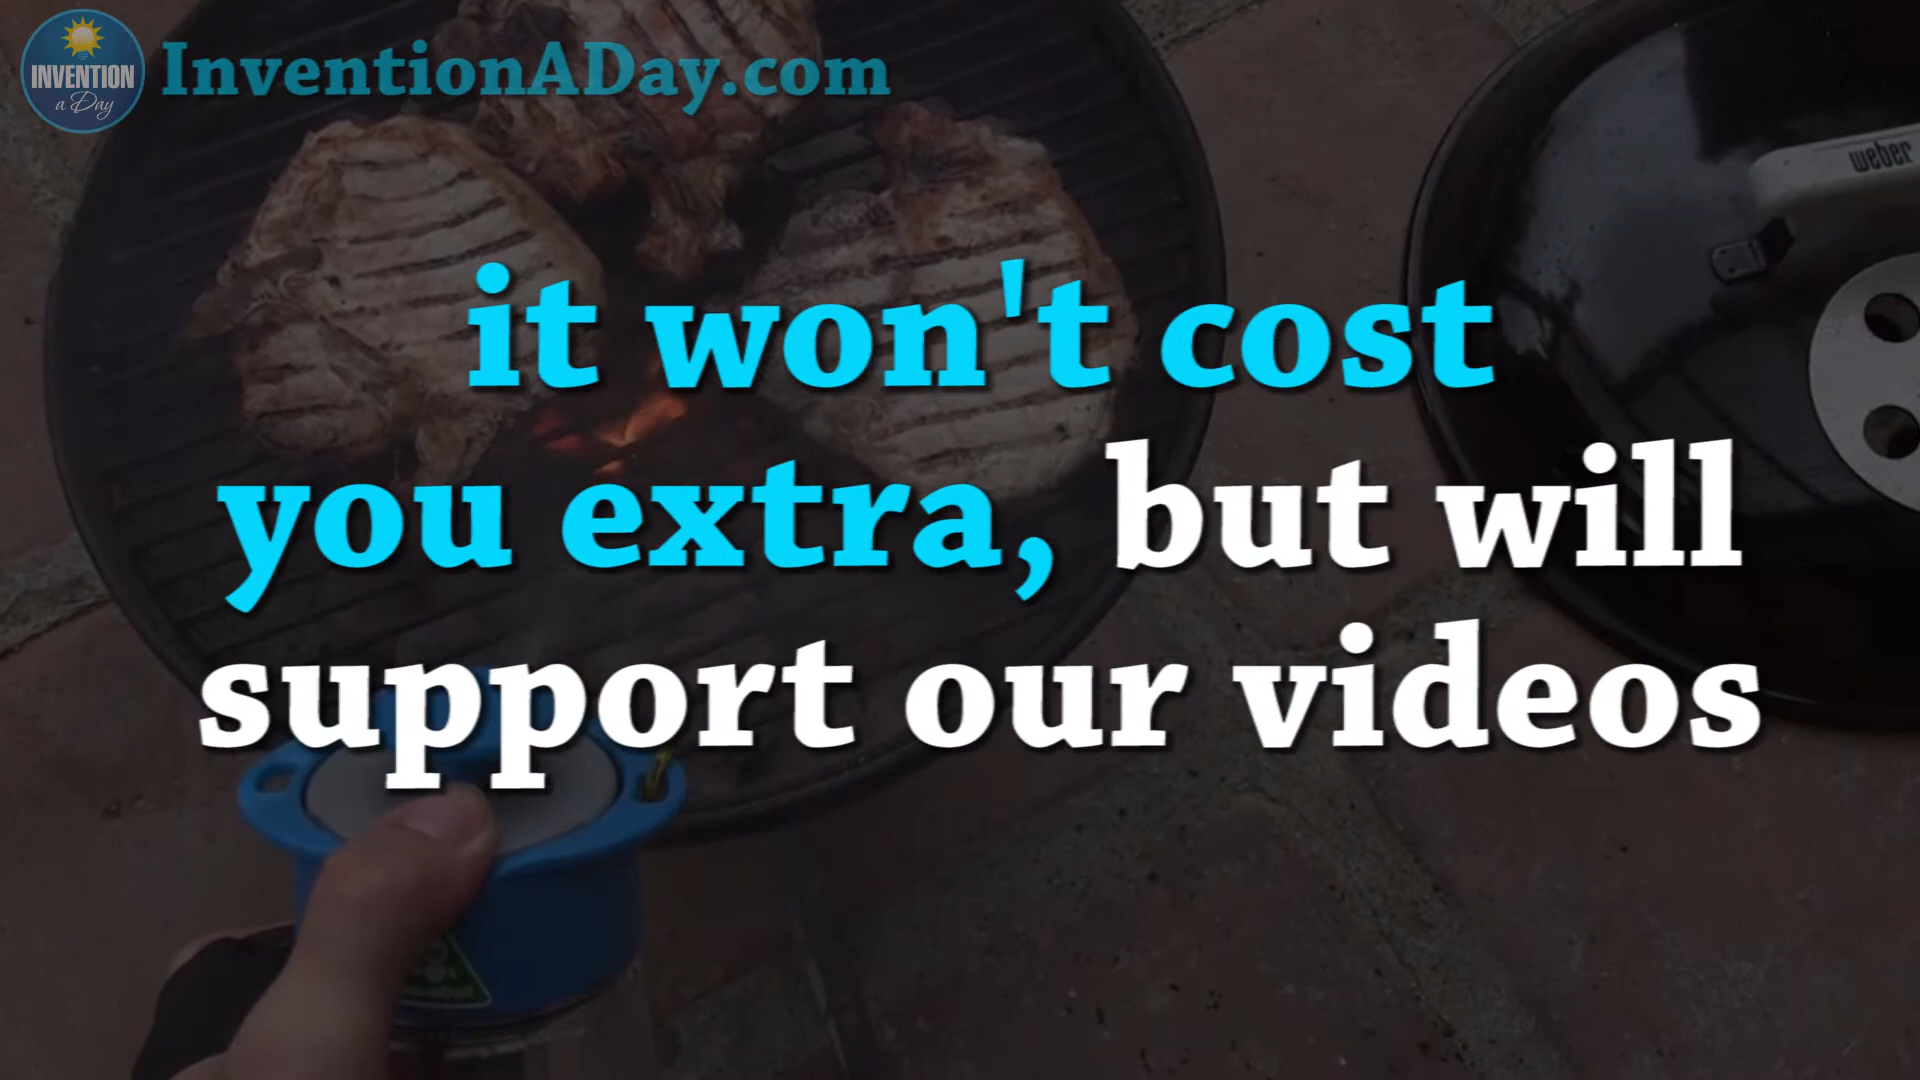 INVENTION
a Day
InventionADay.com
weber
it won't cost
you extra, but will
support our videos